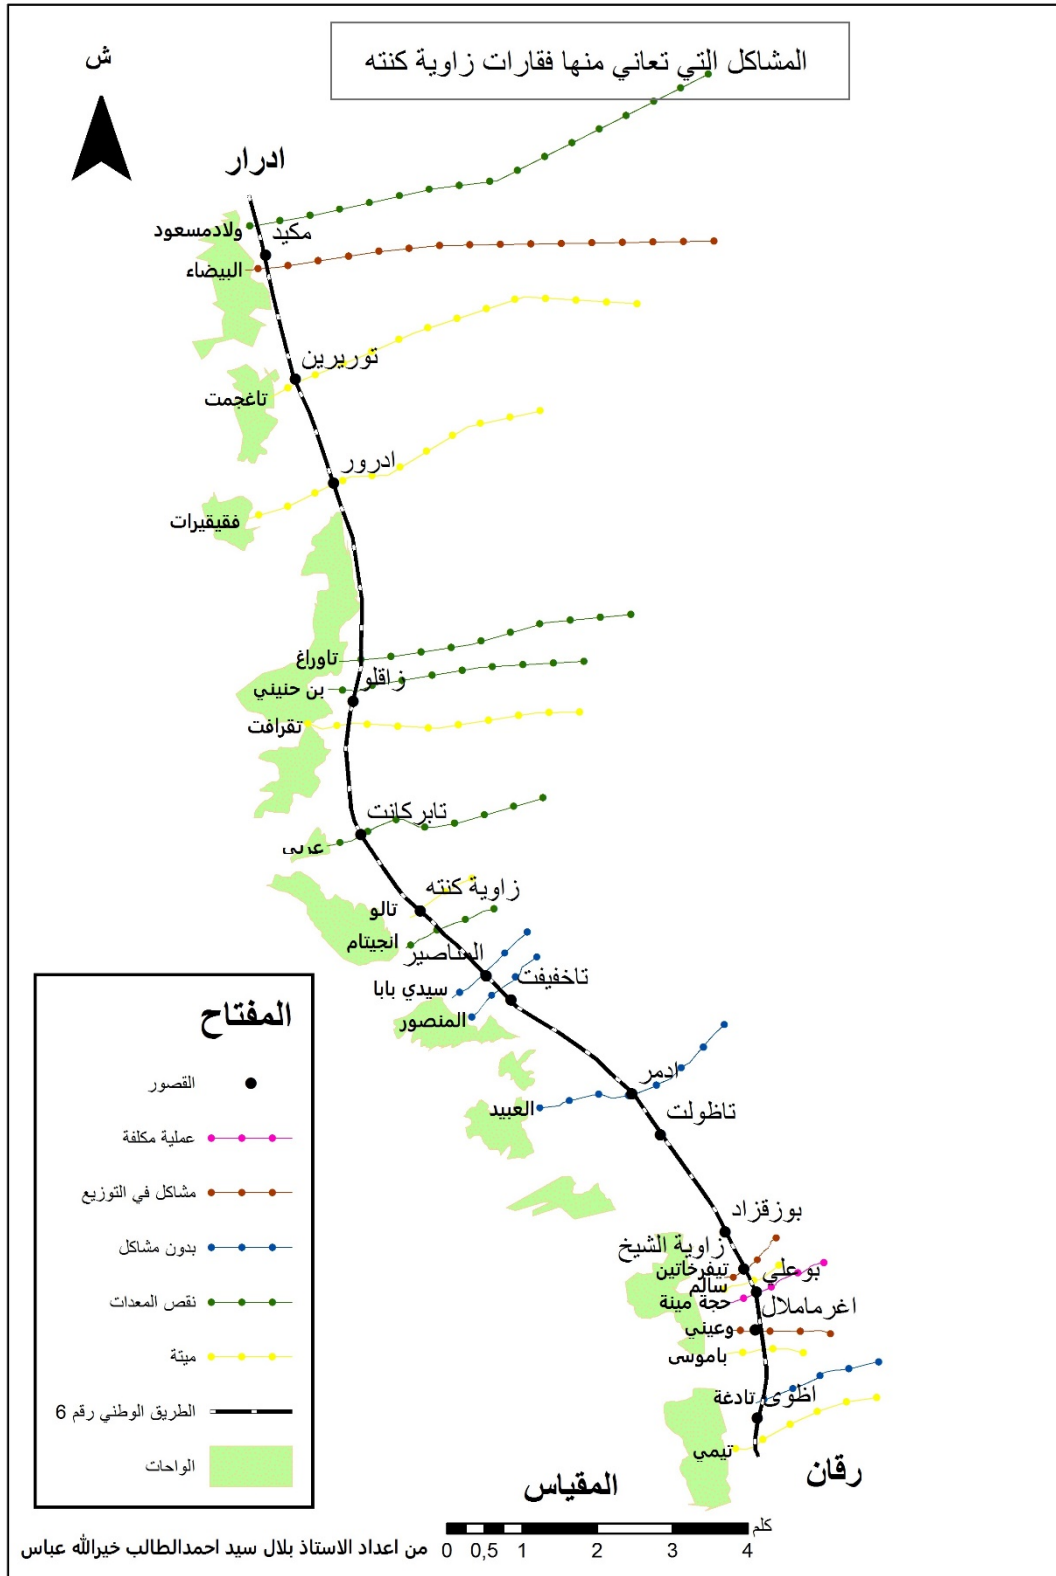 المشاكل التي تعاني منها فقارات زاوية كنته
ش
ادرار
ولادمسعود
مكيد
البيضاء
توريرين
تاغجمت
ادرور
فقيقيرات
تاوراغ
زاقلو
بن حنيني
تقرافت
تابركانت
عربي
زاوية كنته
تالو
انجيتام
المناصير
تاخفيفت
سيدي بابا
المنصور
ادمر
العبيد
تاظولت
بوزقزاد
زاوية الشيخ
تيفرخاتين
بوعلي
سالم
حجة مينة
اغرماملال
وعيني
باموسى
اظوى
تادغة
تيمي
رقان
المفتاح
القصور
عملية مكلفة
مشاكل في التوزيع
بدون مشاكل
نقص المعدات
ميتة
الطريق الوطني رقم 6
الواحات
المقياس
كلم
0 0,5 1 2 3 4
من اعداد الاستاذ بلال سيد احمدالطالب خيرالله عباس